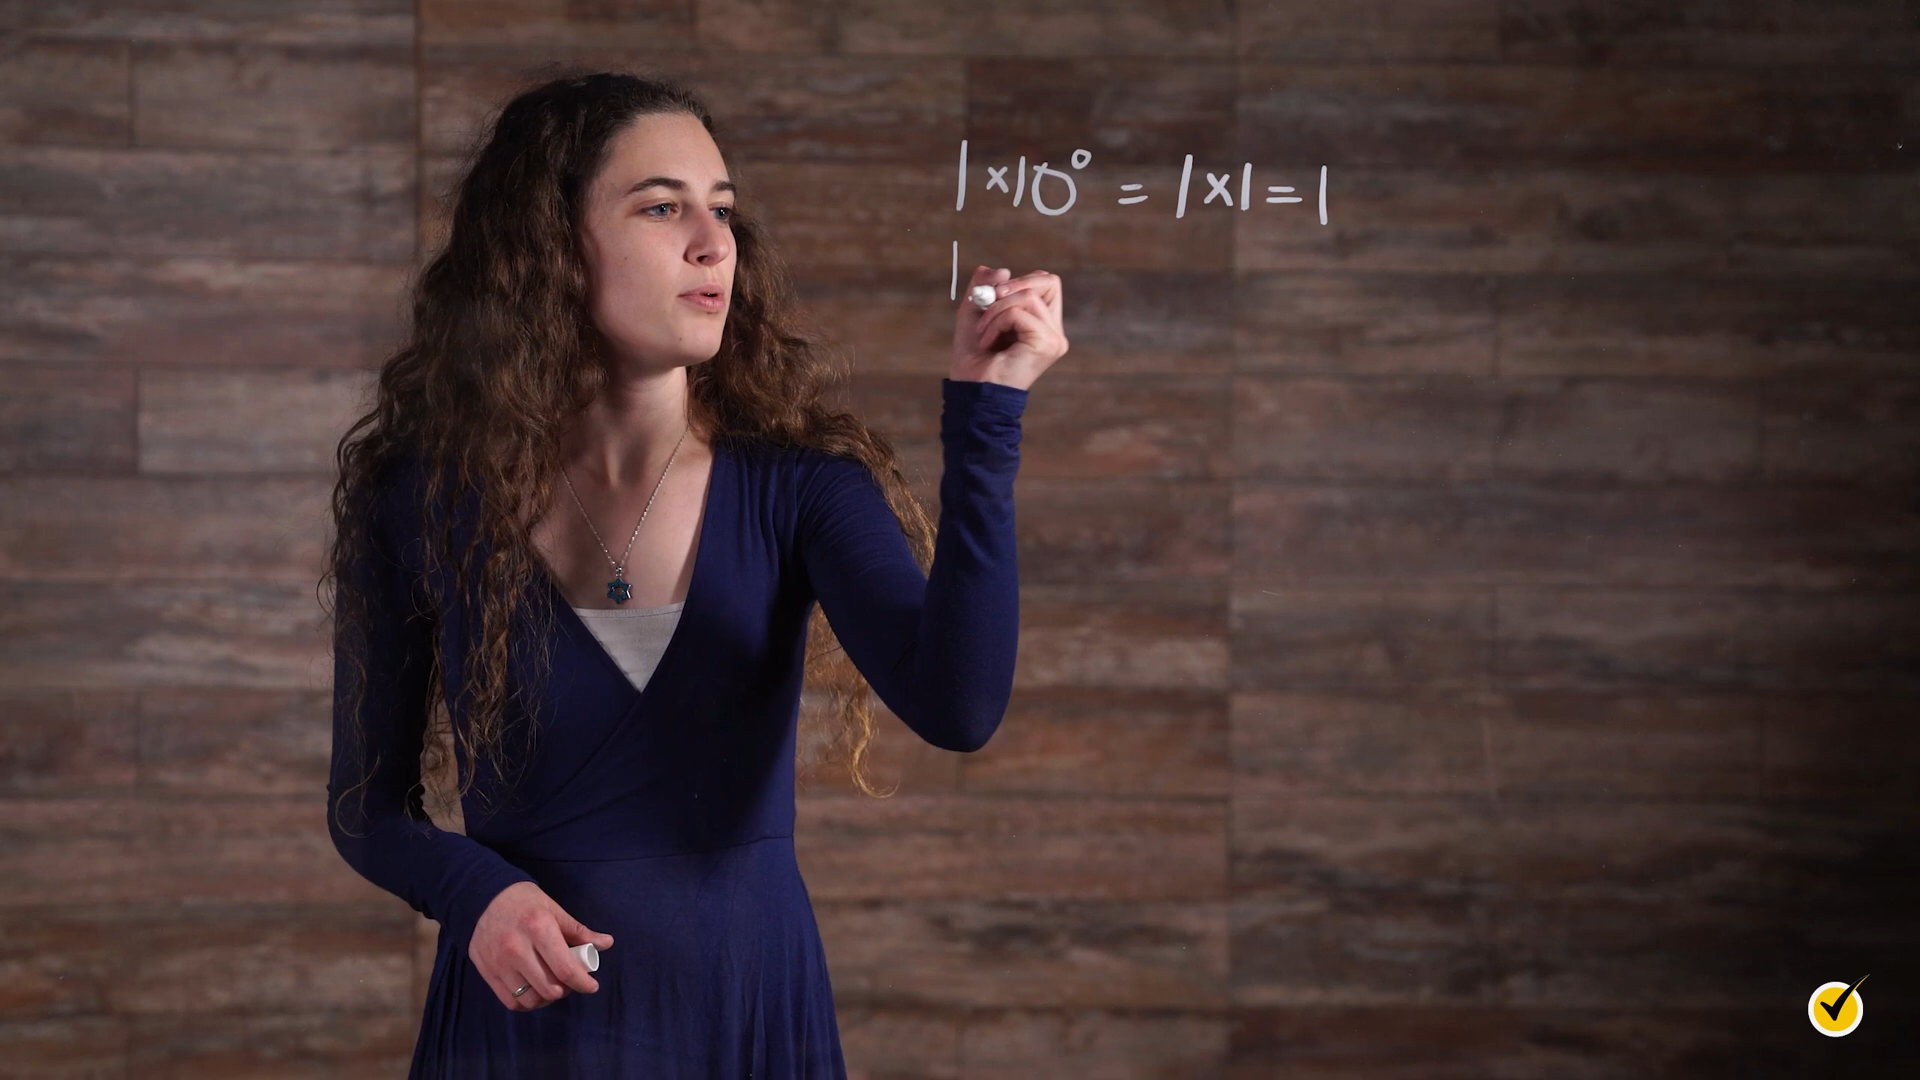 1 x 10⁰ = 1 x 1 = 1
1